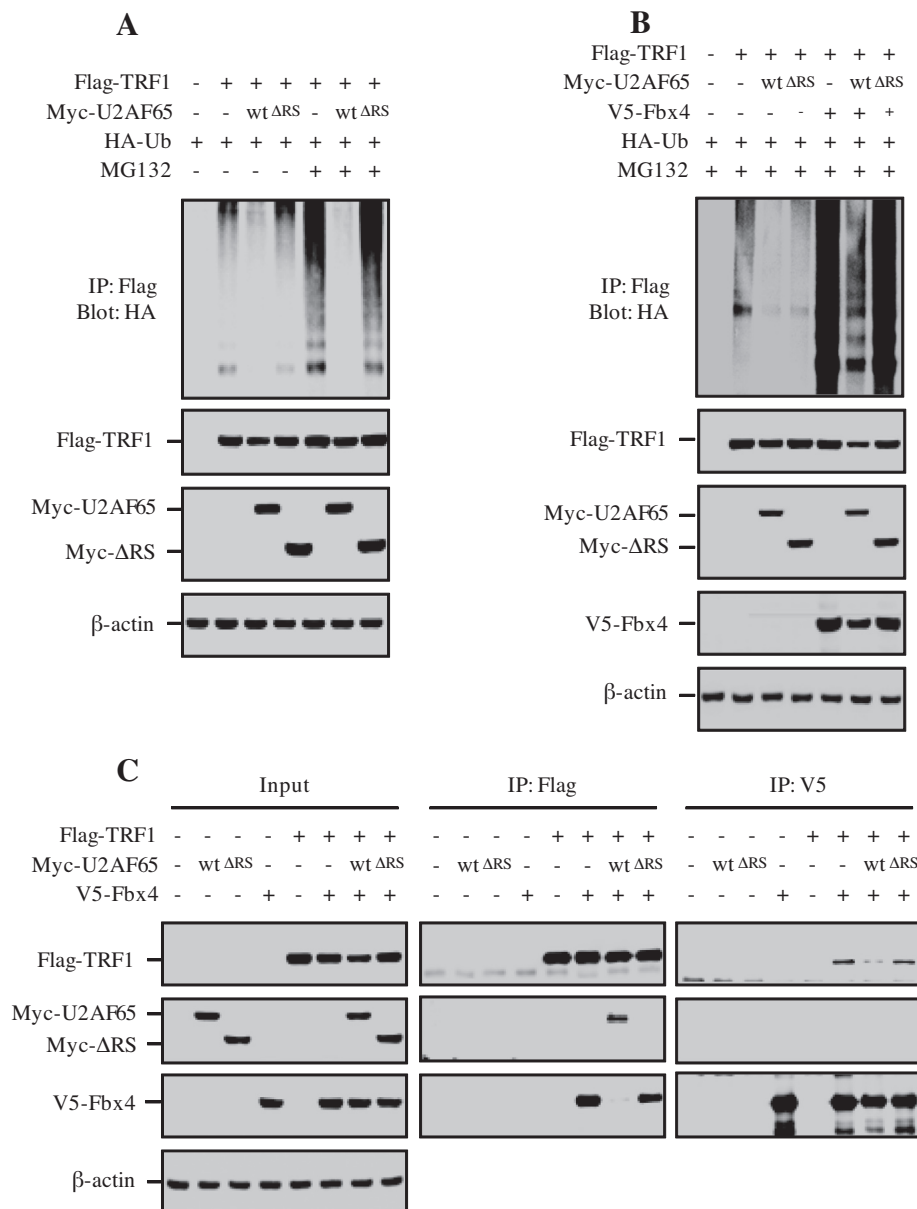 A
Flag-TRF1 - + + + + + +
Myc-U2AF65 - - wt ΔRS - wt ΔRS
HA-Ub + + + + + + +
MG132 - - - - + + +
IP: Flag
Blot: HA
Flag-TRF1
Myc-U2AF65
Myc-ΔRS
β-actin
B
Flag-TRF1 - + + + + + +
Myc-U2AF65 - - wt ΔRS - wt ΔRS
V5-Fbx4 - - - - + + +
HA-Ub + + + + + + +
MG132 + + + + + + +
IP: Flag
Blot: HA
Flag-TRF1
Myc-U2AF65
Myc-ΔRS
V5-Fbx4
β-actin
C
Input IP: Flag IP: V5
Flag-TRF1 - - - - + + + + - - - - + + + + - - - - + + + +
Myc-U2AF65 - wt ΔRS - - - wt ΔRS - wt ΔRS - - - wt ΔRS - wt ΔRS - - - wt ΔRS
V5-Fbx4 - - - + - + + + - - - + - + + + - - - + - + + +
Flag-TRF1
Myc-U2AF65
Myc-ΔRS
V5-Fbx4
β-actin